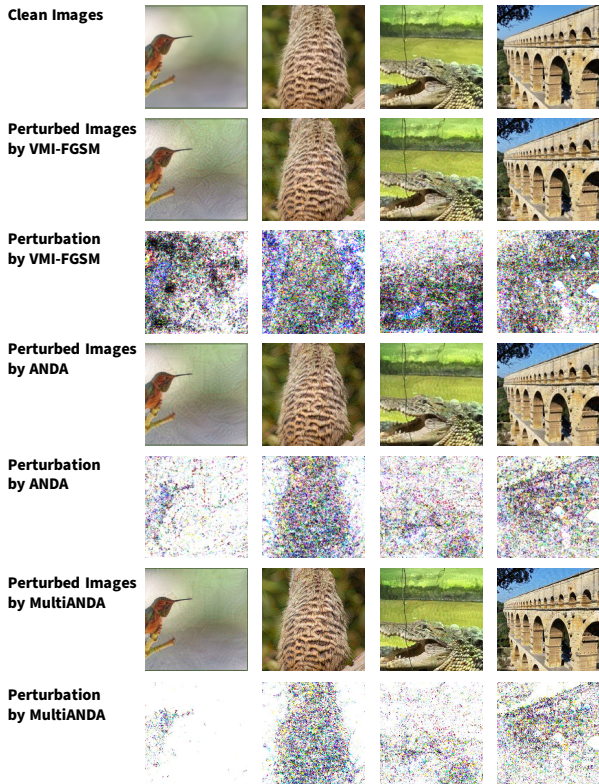 Clean Images
Perturbed Images
by VMI-FGSM
Perturbation
by VMI-FGSM
Perturbed Images
by ANDA
Perturbation
by ANDA
Perturbed Images
by MultiANDA
Perturbation
by MultiANDA